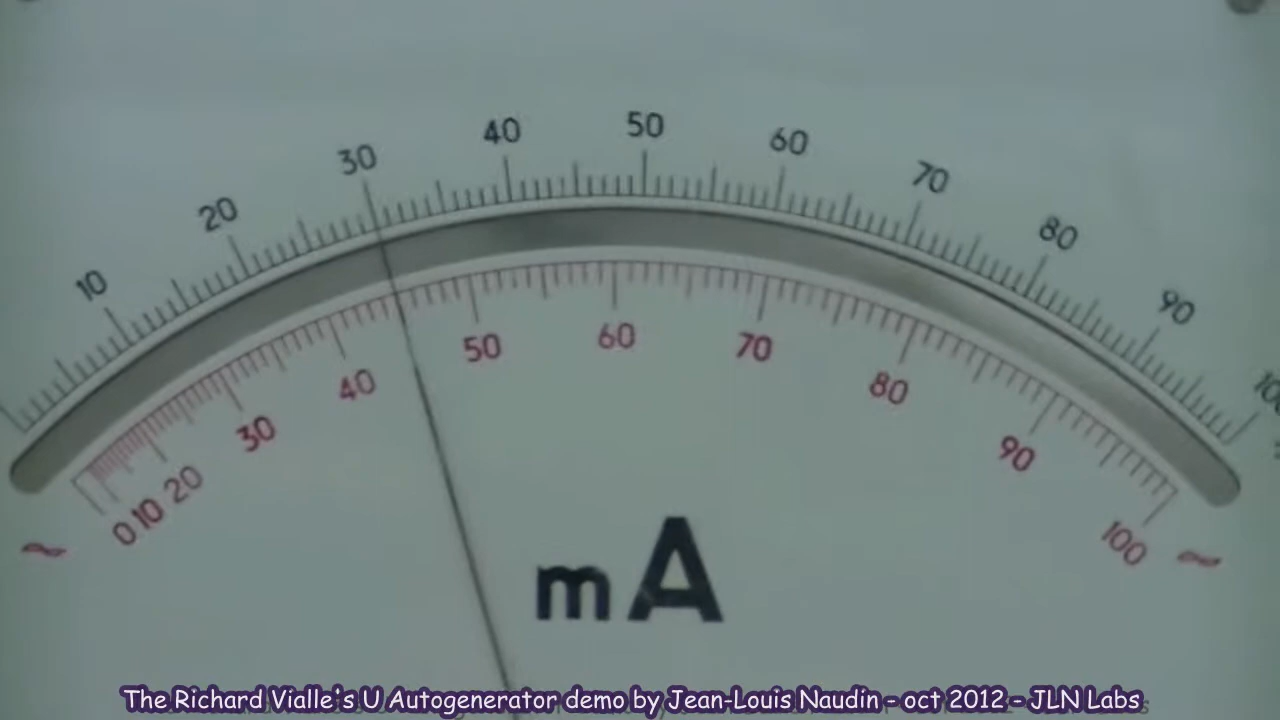 10 20 30 40 50 60 70 80 90
0 10 20 30 40 50 60 70 80 90 100
~ ~
mA
The Richard Vialle's U Autogenerator demo by Jean-Louis Naudin - oct 2012 - JLN Labs